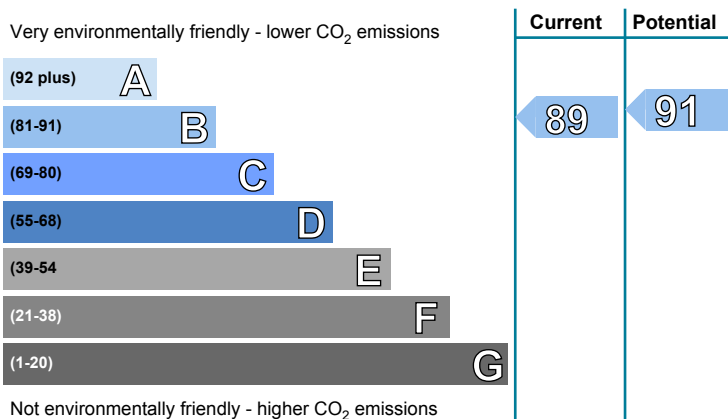 Very environmentally friendly - lower CO2 emissions
Current
Potential
(92 plus) A
(81-91) B
89
91
(69-80) C
(55-68) D
(39-54 E
(21-38) F
(1-20) G
Not environmentally friendly - higher CO2 emissions